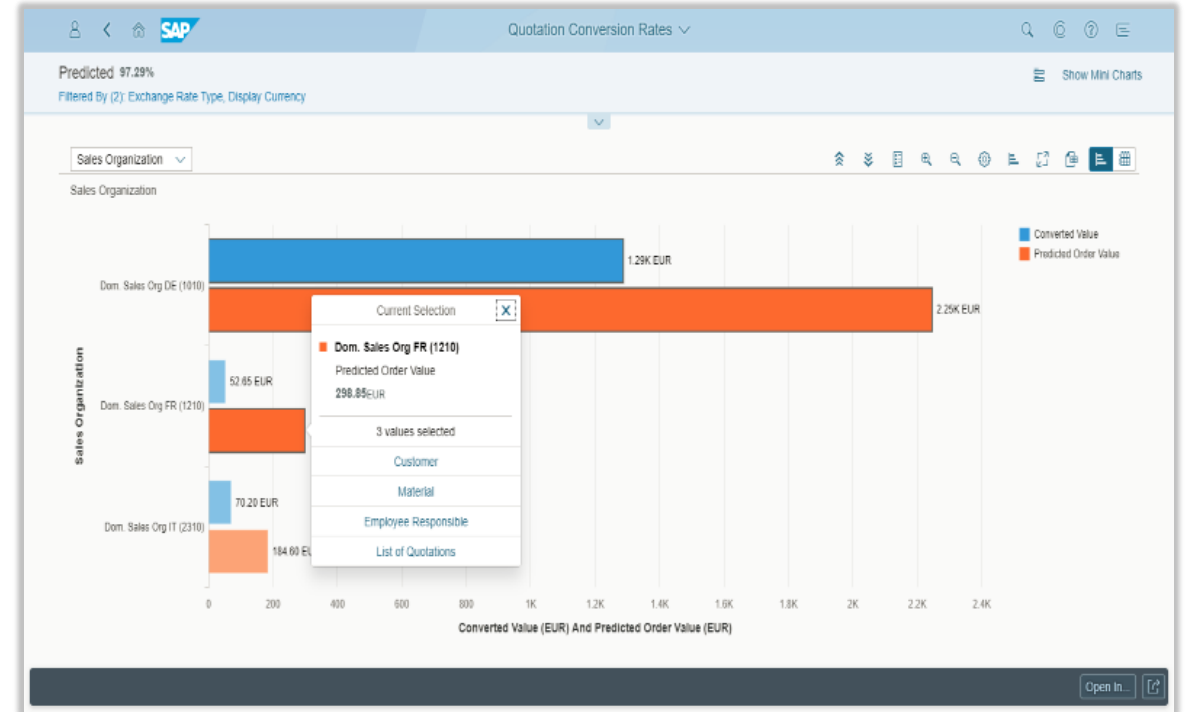 SAP
Quotation Conversion Rates
Predicted 97.29%
Show Mini Charts
Filtered By (2): Exchange Rate Type, Display Currency
Sales Organization
Sales Organization
Converted Value
Predicted Order Value
Sales Organization
Dom. Sales Org DE (1010)
1.29K EUR
2.25K EUR
Dom. Sales Org FR (1210)
52.65 EUR
Dom. Sales Org IT (2310)
70.20 EUR
184.60 EU
Current Selection
X
Dom. Sales Org FR (1210)
Predicted Order Value
298.85EUR
3 values selected
Customer
Material
Employee Responsible
List of Quotations
0 200 400 600 800 1K 1.2K 1.4K 1.6K 1.8K 2K 2.2K 2.4K
Converted Value (EUR) And Predicted Order Value (EUR)
Open In...